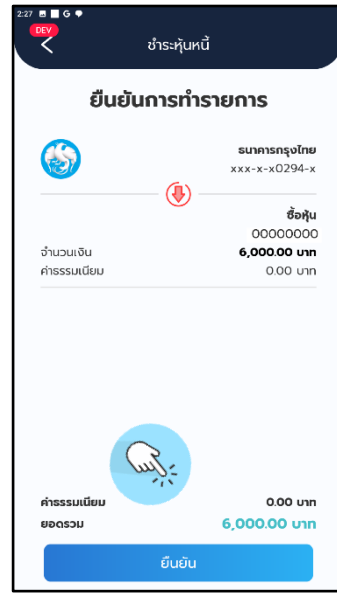 2:27 G
DEV
ชำระหุ้นหนี้
ยืนยันการทำรายการ
ธนาคารกรุงไทย
xxx-x-x0294-x
ซื้อหุ้น
00000000
จำนวนเงิน 6,000.00 บาท
ค่าธรรมเนียม 0.00 บาท
ค่าธรรมเนียม 0.00 บาท
ยอดรวม 6,000.00 บาท
ยืนยัน